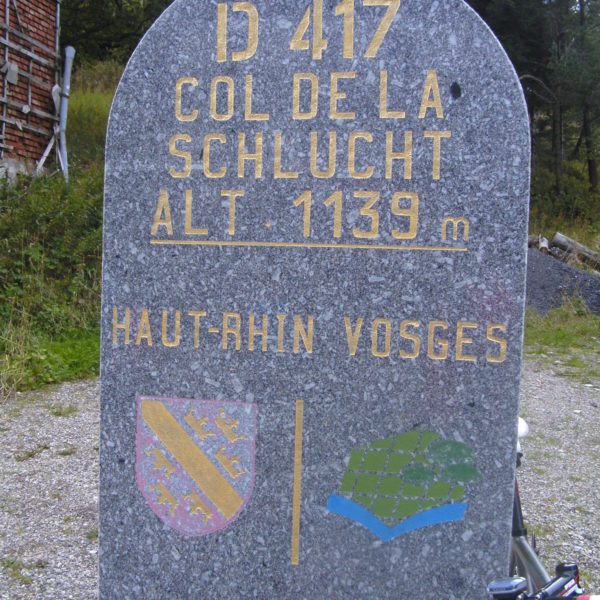 D 417
COL DE LA
SCHLUCHT
ALT. 1139 m
HAUT-RHIN VOSGES